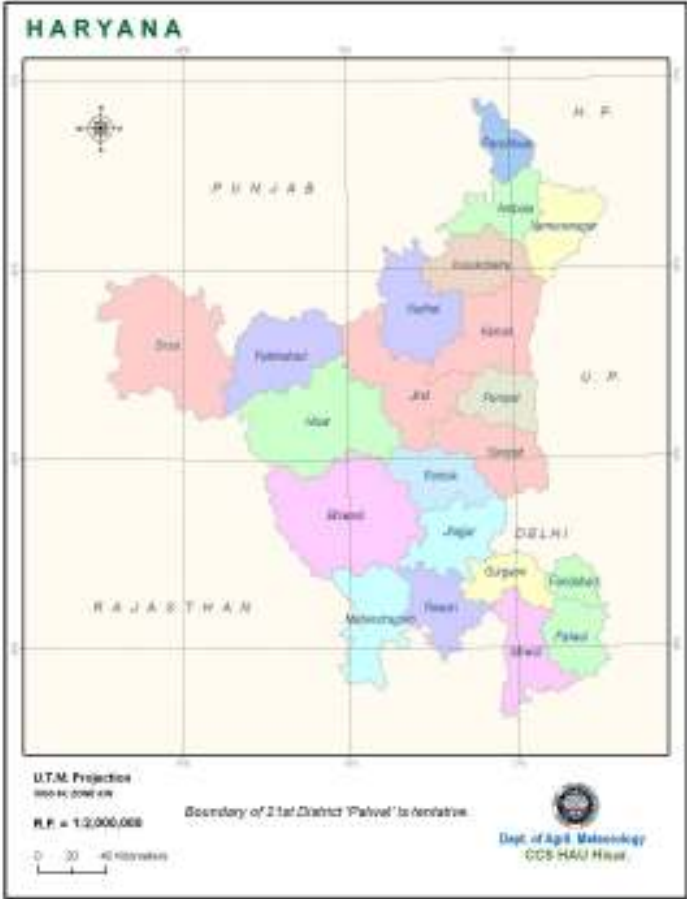 HARYANA
H. P.
Panchkula
PUNJAB
Ambala
Yamunanagar
Kurukshetra
Kaithal
Karnal
Sirsa
Fatehabad
U. P.
Jind
Panipat
Hisar
Sonipat
Rohtak
Bhiwani
Jhajjar
DELHI
Gurgaon
Faridabad
RAJASTHAN
Mahendragarh
Rewari
Palwal
Mewat
U.T.M. Projection
R.F. = 1:2,000,000
Boundary of 21st District 'Palwal' is tentative.
0 20 40 Kilometers
Dept. of Agril. Meteorology
CCS HAU Hisar.